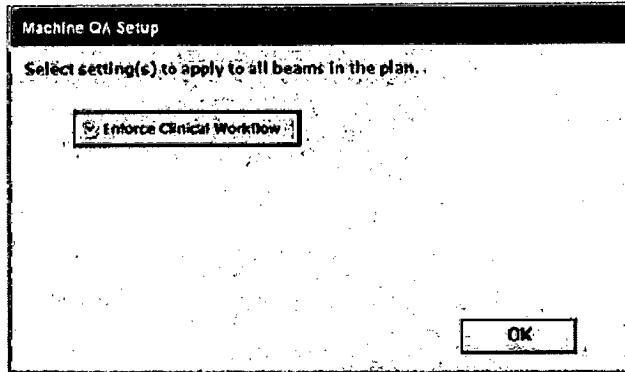 Machine QA Setup
Select setting(s) to apply to all beams in the plan.
Enforce Clinical Workflow
OK